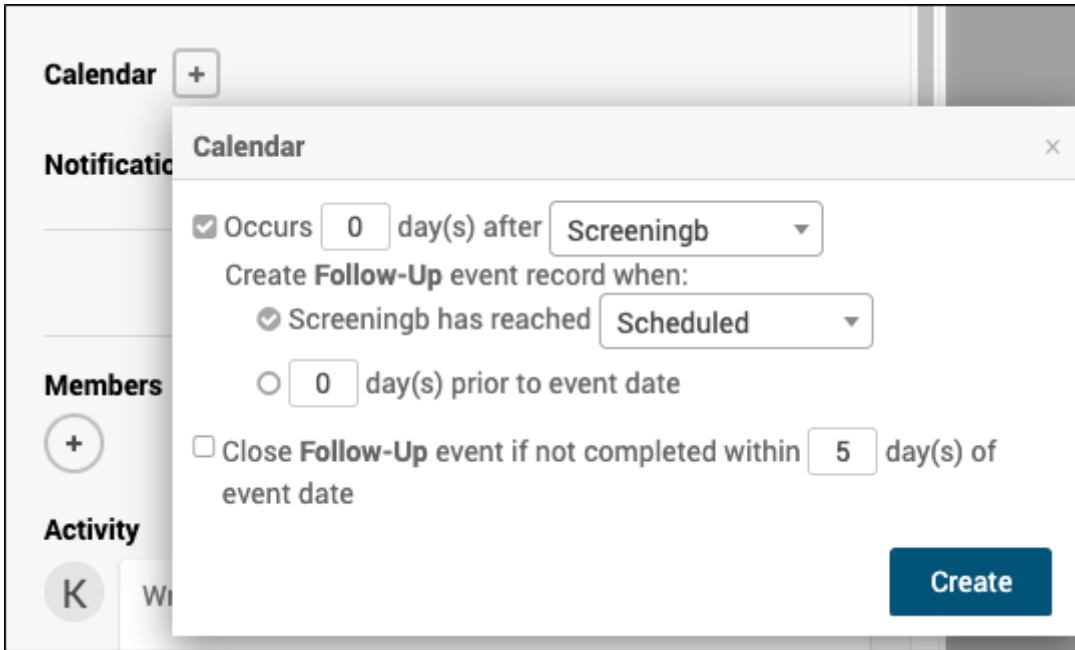 Calendar +
Calendar ×
Notificatic
Occurs 0 day(s) after Screeningb
Create Follow-Up event record when:
Screeningb has reached Scheduled
0 day(s) prior to event date
Members
+
Close Follow-Up event if not completed within 5 day(s) of
event date
Activity
K Wr
Create